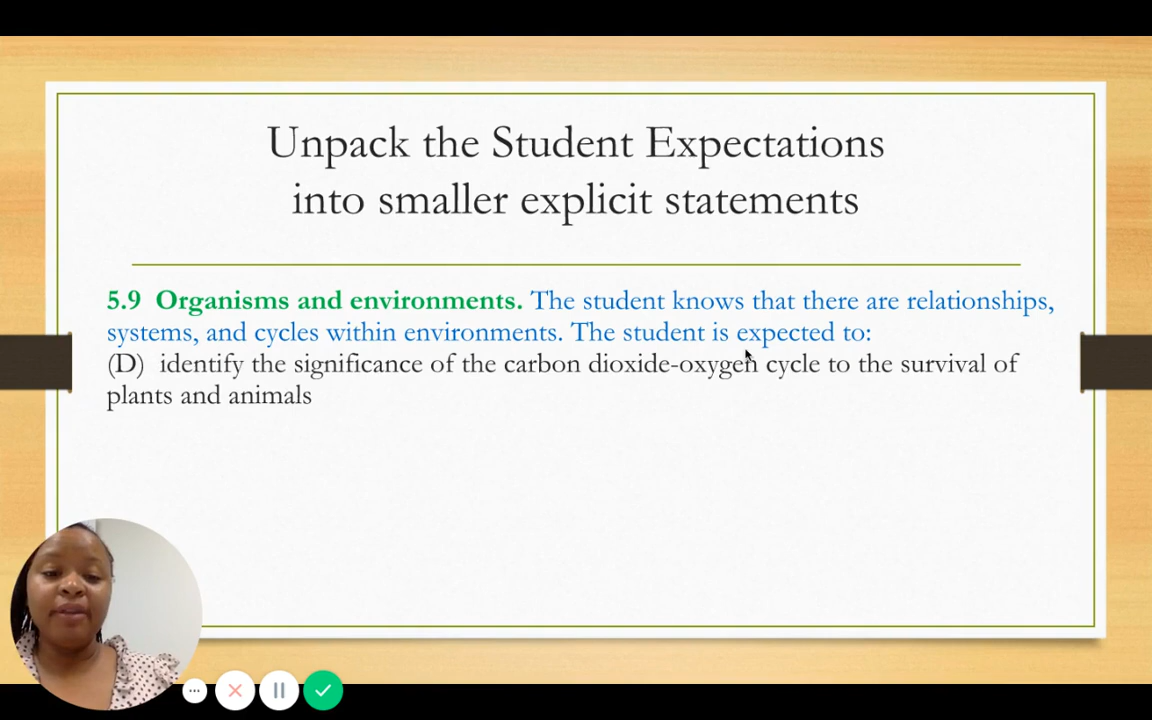 Unpack the Student Expectations
into smaller explicit statements
5.9  Organisms and environments. The student knows that there are relationships,
systems, and cycles within environments. The student is expected to:
(D)  identify the significance of the carbon dioxide-oxygen cycle to the survival of
plants and animals